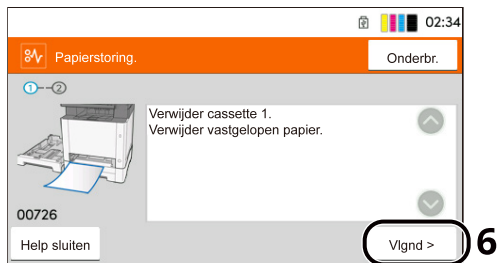 02:34
Papierstoring.
Onderbr.
1--2
Verwijder cassette 1.
Verwijder vastgelopen papier.
00726
Help sluiten
Vlgnd >
6